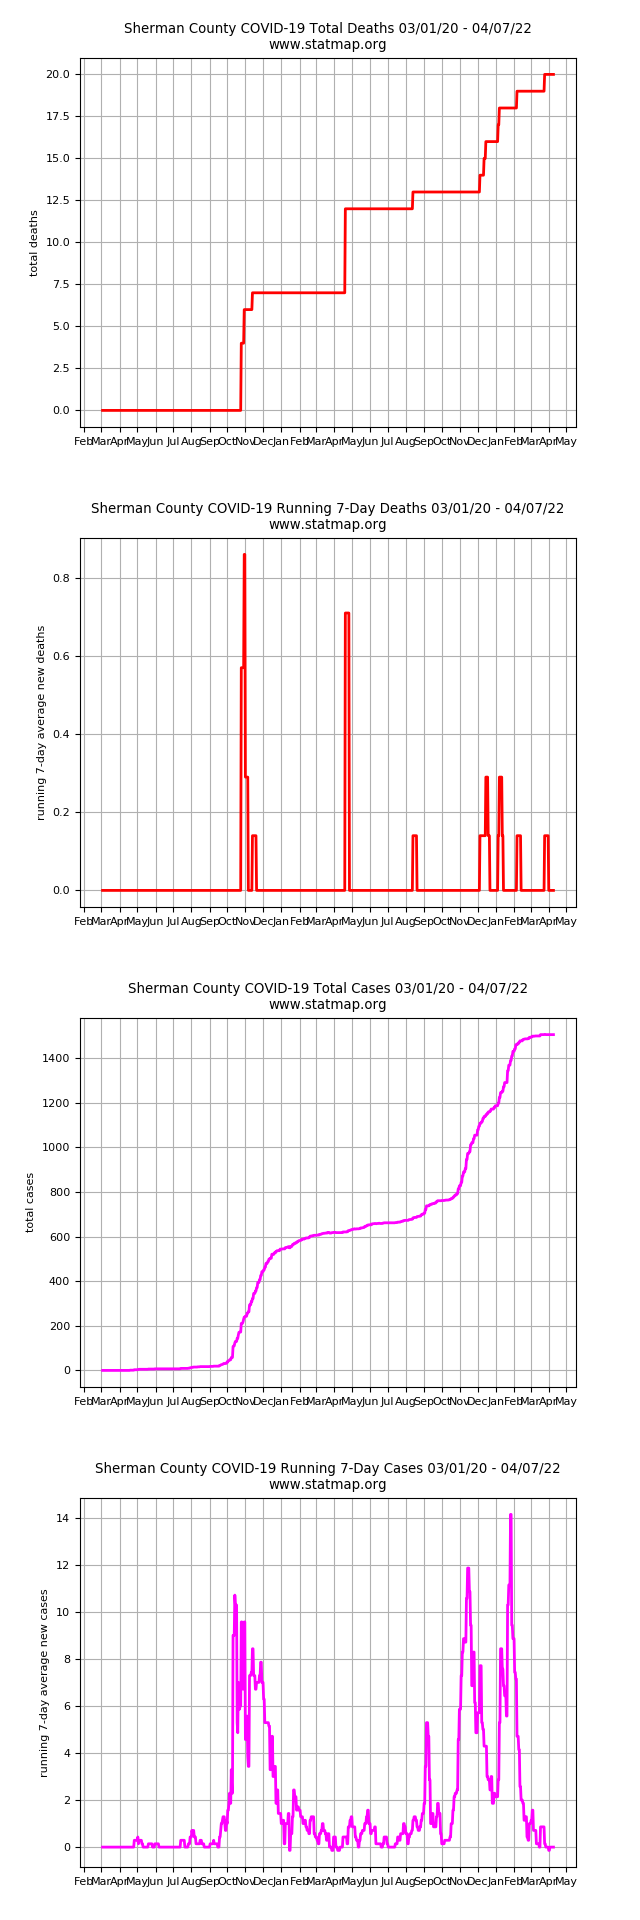 Sherman County COVID-19 Total Deaths 03/01/20 - 04/07/22
www.statmap.org
20.0
17.5
15.0
12.5
10.0
7.5
5.0
2.5
0.0
total deaths
Feb Mar Apr May Jun Jul Aug Sep Oct Nov Dec Jan Feb Mar Apr May Jun Jul Aug Sep Oct Nov Dec Jan Feb Mar Apr May
Sherman County COVID-19 Running 7-Day Deaths 03/01/20 - 04/07/22
www.statmap.org
0.8
0.6
0.4
0.2
0.0
running 7-day average new deaths
Feb Mar Apr May Jun Jul Aug Sep Oct Nov Dec Jan Feb Mar Apr May Jun Jul Aug Sep Oct Nov Dec Jan Feb Mar Apr May
Sherman County COVID-19 Total Cases 03/01/20 - 04/07/22
www.statmap.org
1400
1200
1000
800
600
400
200
0
total cases
Feb Mar Apr May Jun Jul Aug Sep Oct Nov Dec Jan Feb Mar Apr May Jun Jul Aug Sep Oct Nov Dec Jan Feb Mar Apr May
Sherman County COVID-19 Running 7-Day Cases 03/01/20 - 04/07/22
www.statmap.org
14
12
10
8
6
4
2
0
running 7-day average new cases
Feb Mar Apr May Jun Jul Aug Sep Oct Nov Dec Jan Feb Mar Apr May Jun Jul Aug Sep Oct Nov Dec Jan Feb Mar Apr May